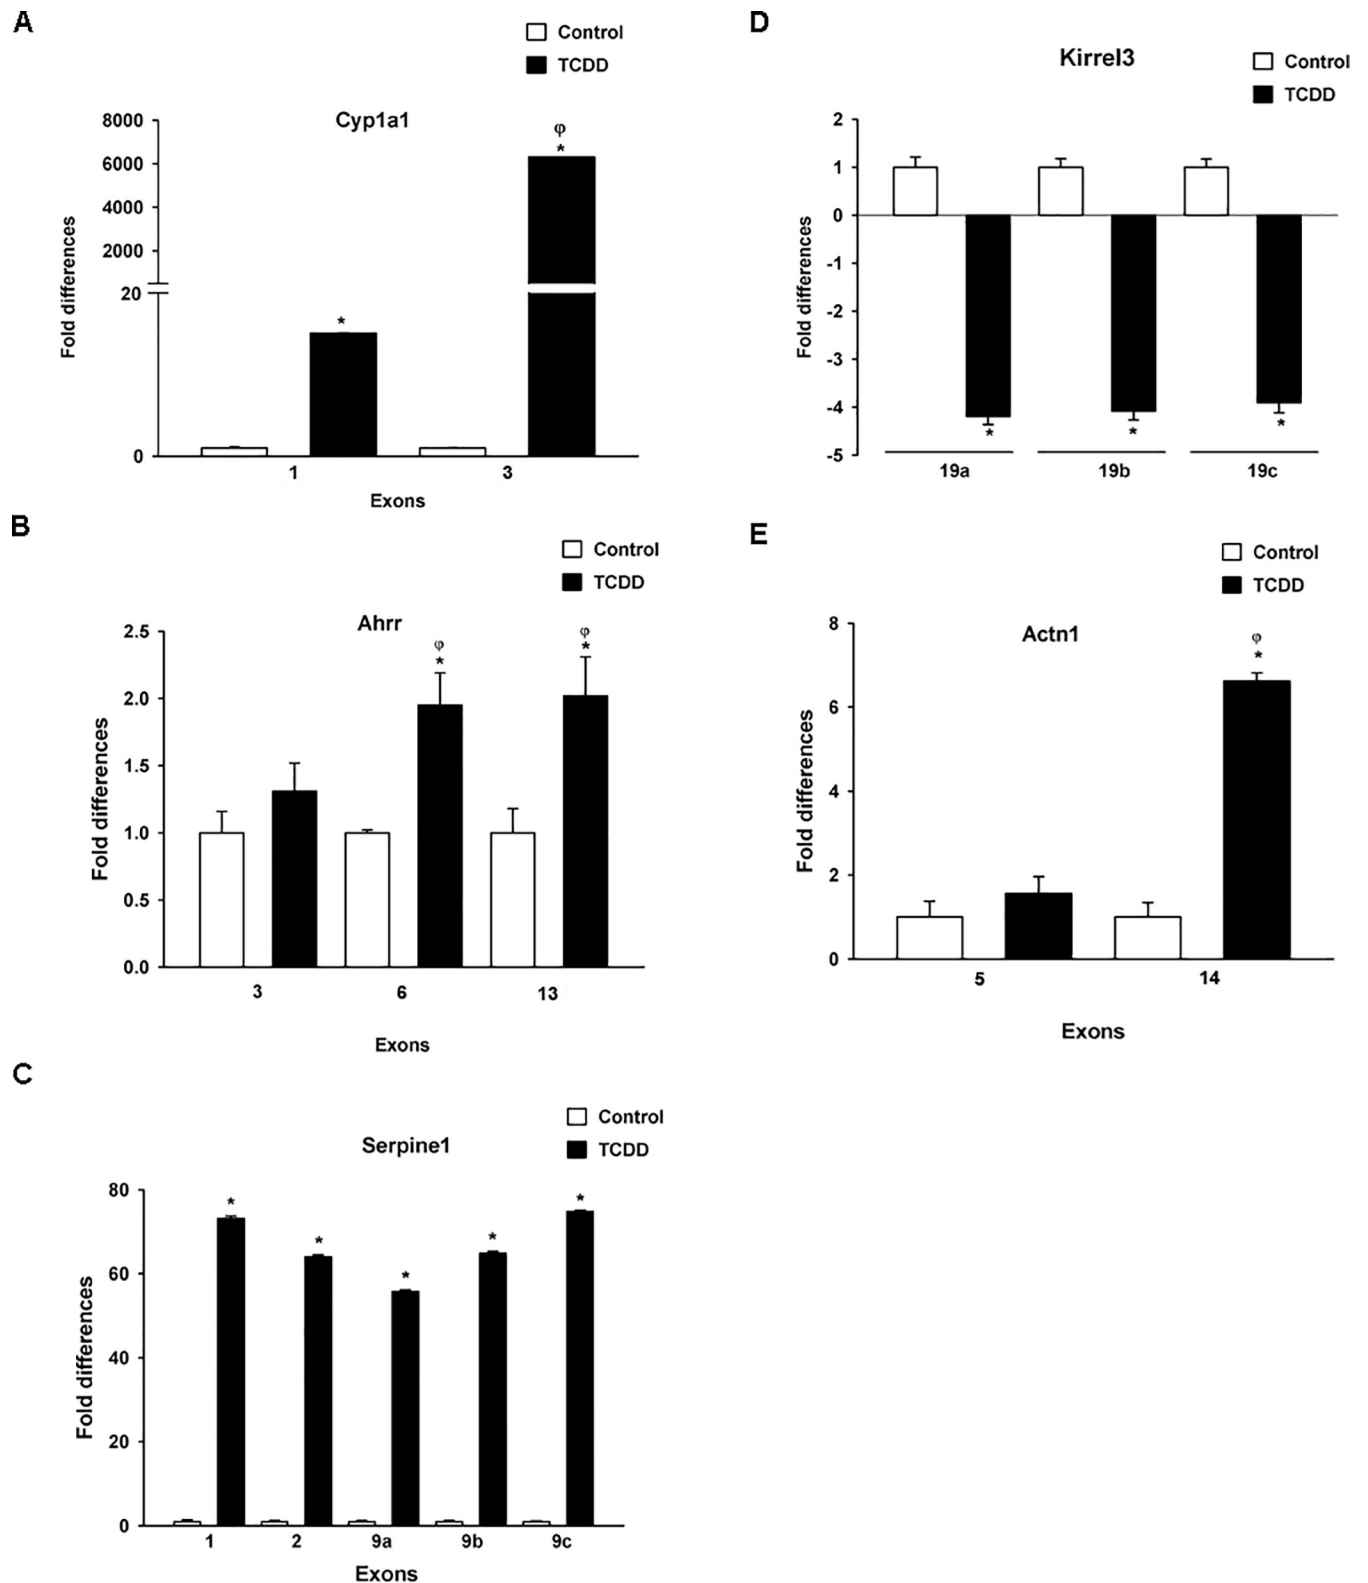 A
Control
TCDD
Cyp1a1
8000
6000
4000
2000
20
0
Fold differences
φ
*
*
1
3
Exons
B
Control
TCDD
Ahrr
2.5
2.0
1.5
1.0
0.5
0.0
Fold differences
φ
*
φ
*
3
6
13
Exons
C
Control
TCDD
Serpine1
80
60
40
20
0
Fold differences
*
*
*
*
*
1
2
9a
9b
9c
Exons
D
Kirrel3
Control
TCDD
2
1
0
-1
-2
-3
-4
-5
Fold differences
*
*
*
19a
19b
19c
E
Control
TCDD
Actn1
8
6
4
2
0
Fold differences
φ
*
5
14
Exons